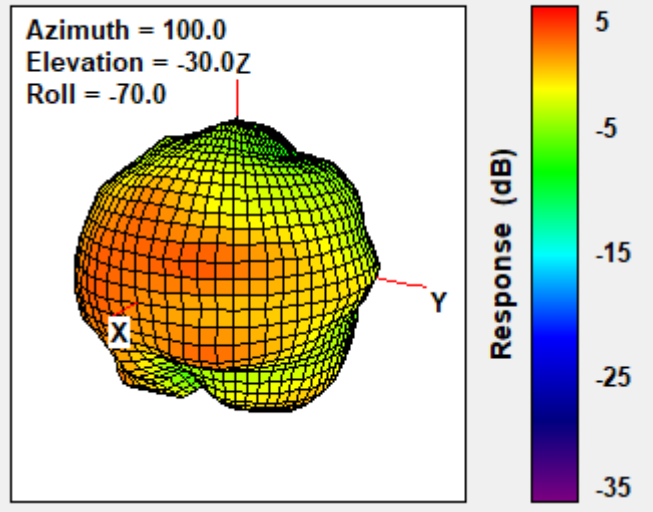 Azimuth = 100.0
Elevation = -30.0
Roll = -70.0
Z
Y
X
Response (dB)
5
-5
-15
-25
-35